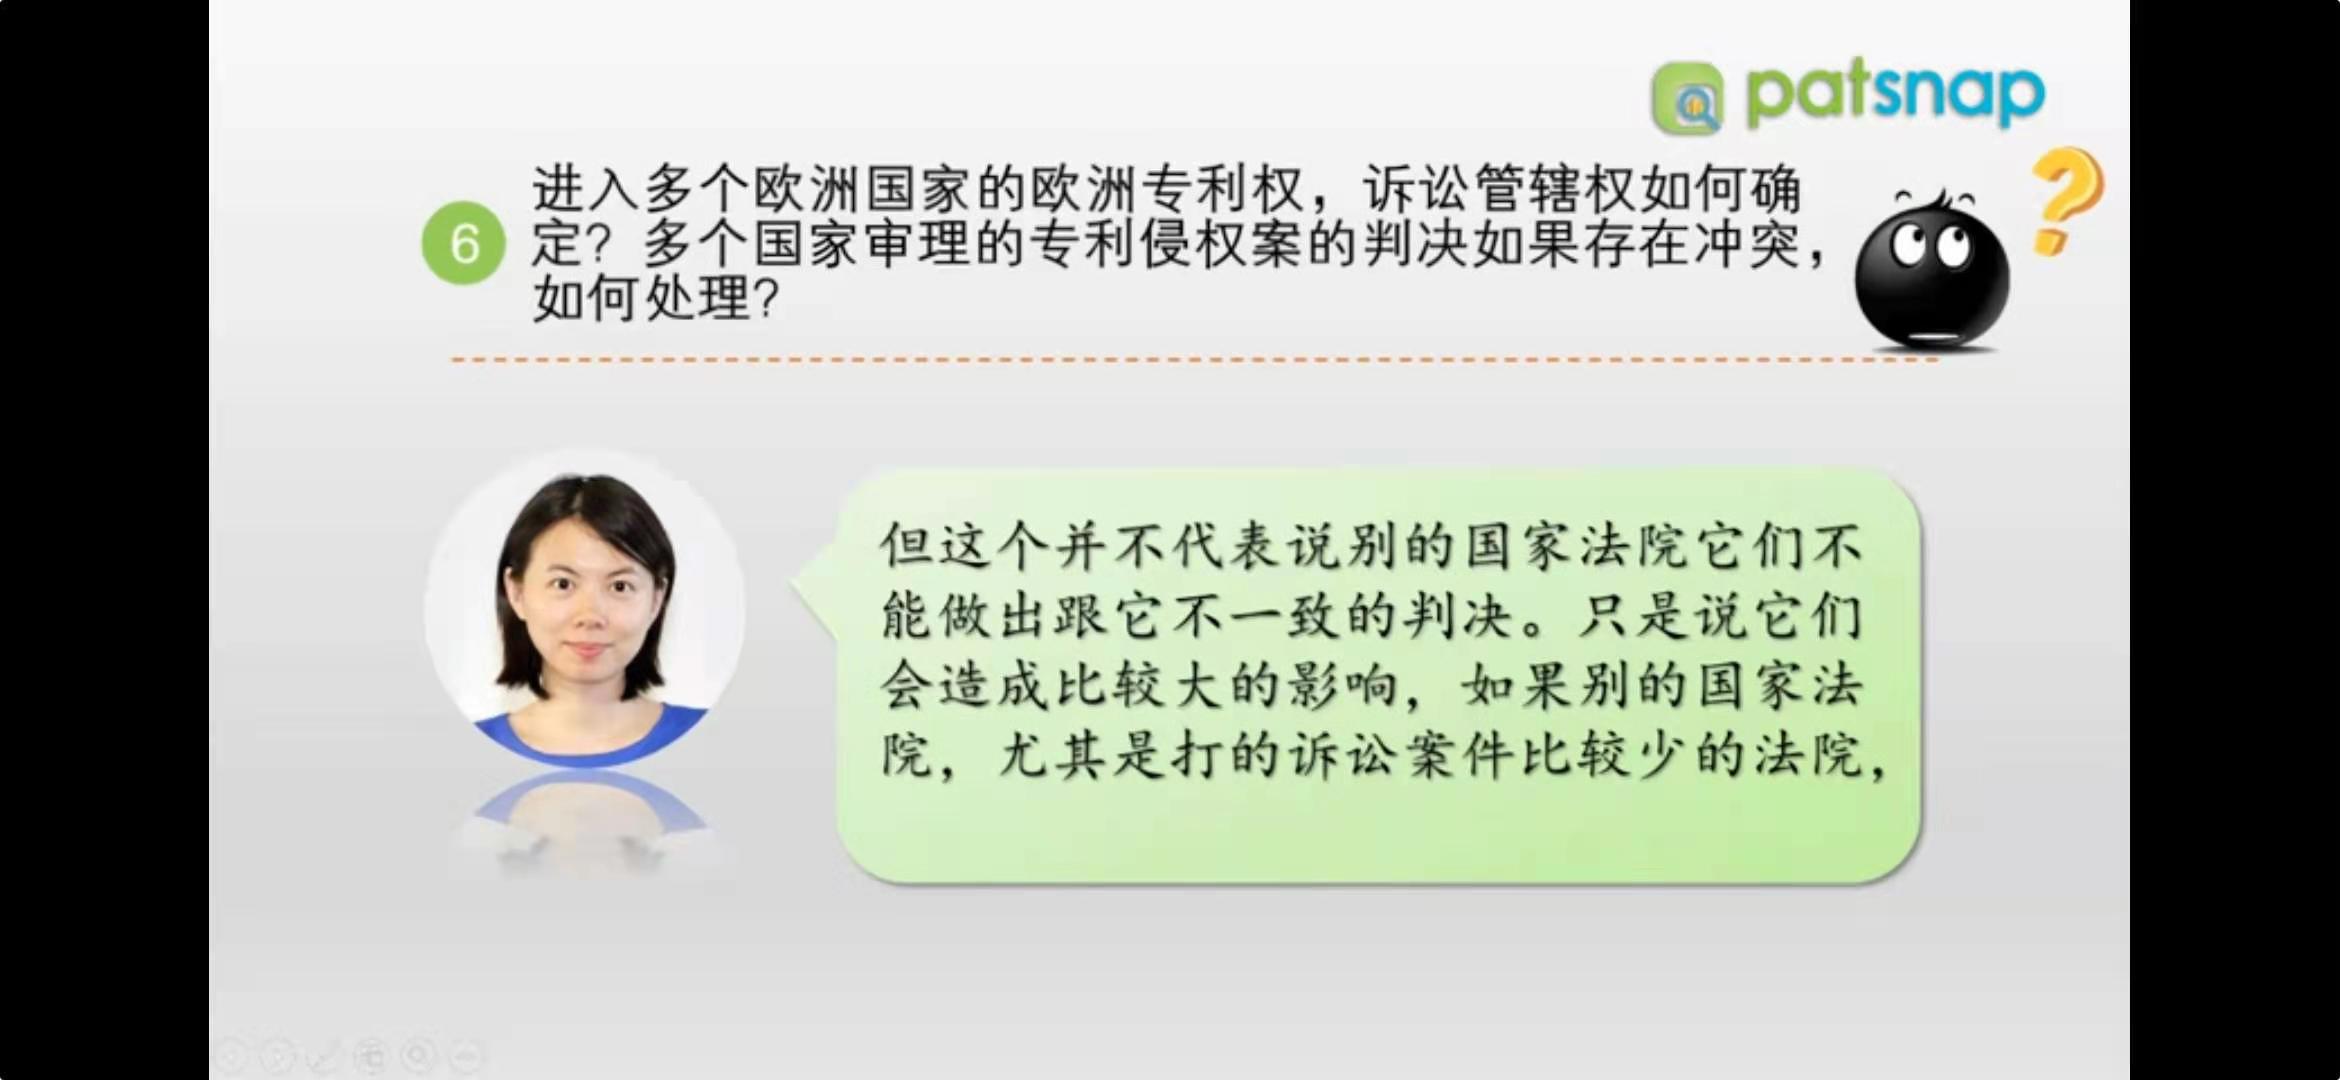 patsnap
6
进入多个欧洲国家的欧洲专利权，诉讼管辖权如何确
定？多个国家审理的专利侵权案的判决如果存在冲突，
如何处理？
但这个并不代表说别的国家法院它们不
能做出跟它不一致的判决。只是说它们
会造成比较大的影响，如果别的国家法
院，尤其是打的诉讼案件比较少的法院，